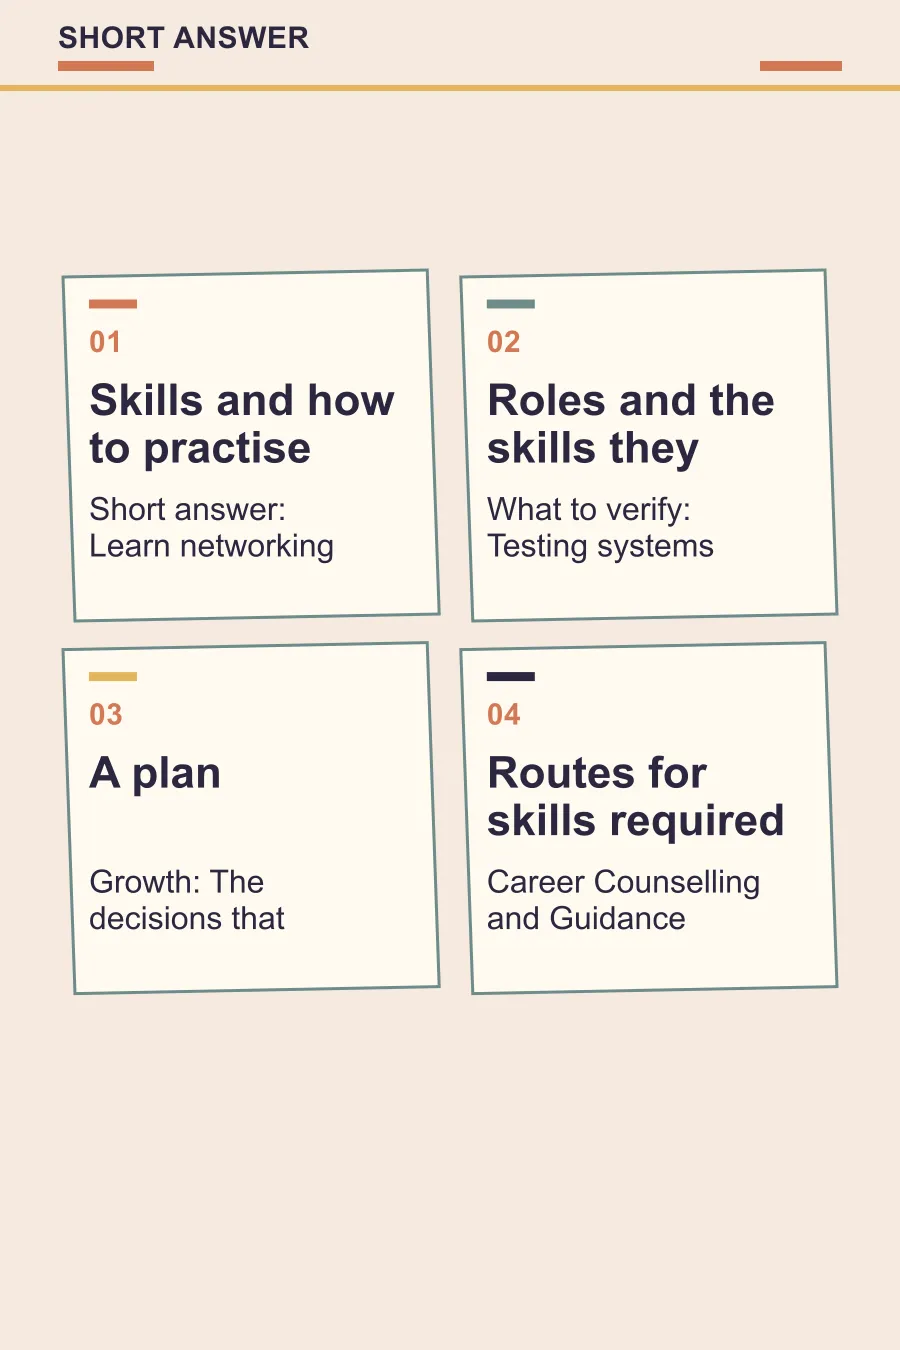 SHORT ANSWER
01
Skills and how
to practise
Short answer:
Learn networking
02
Roles and the
skills they
What to verify:
Testing systems
03
A plan
Growth: The
decisions that
04
Routes for
skills required
Career Counselling
and Guidance